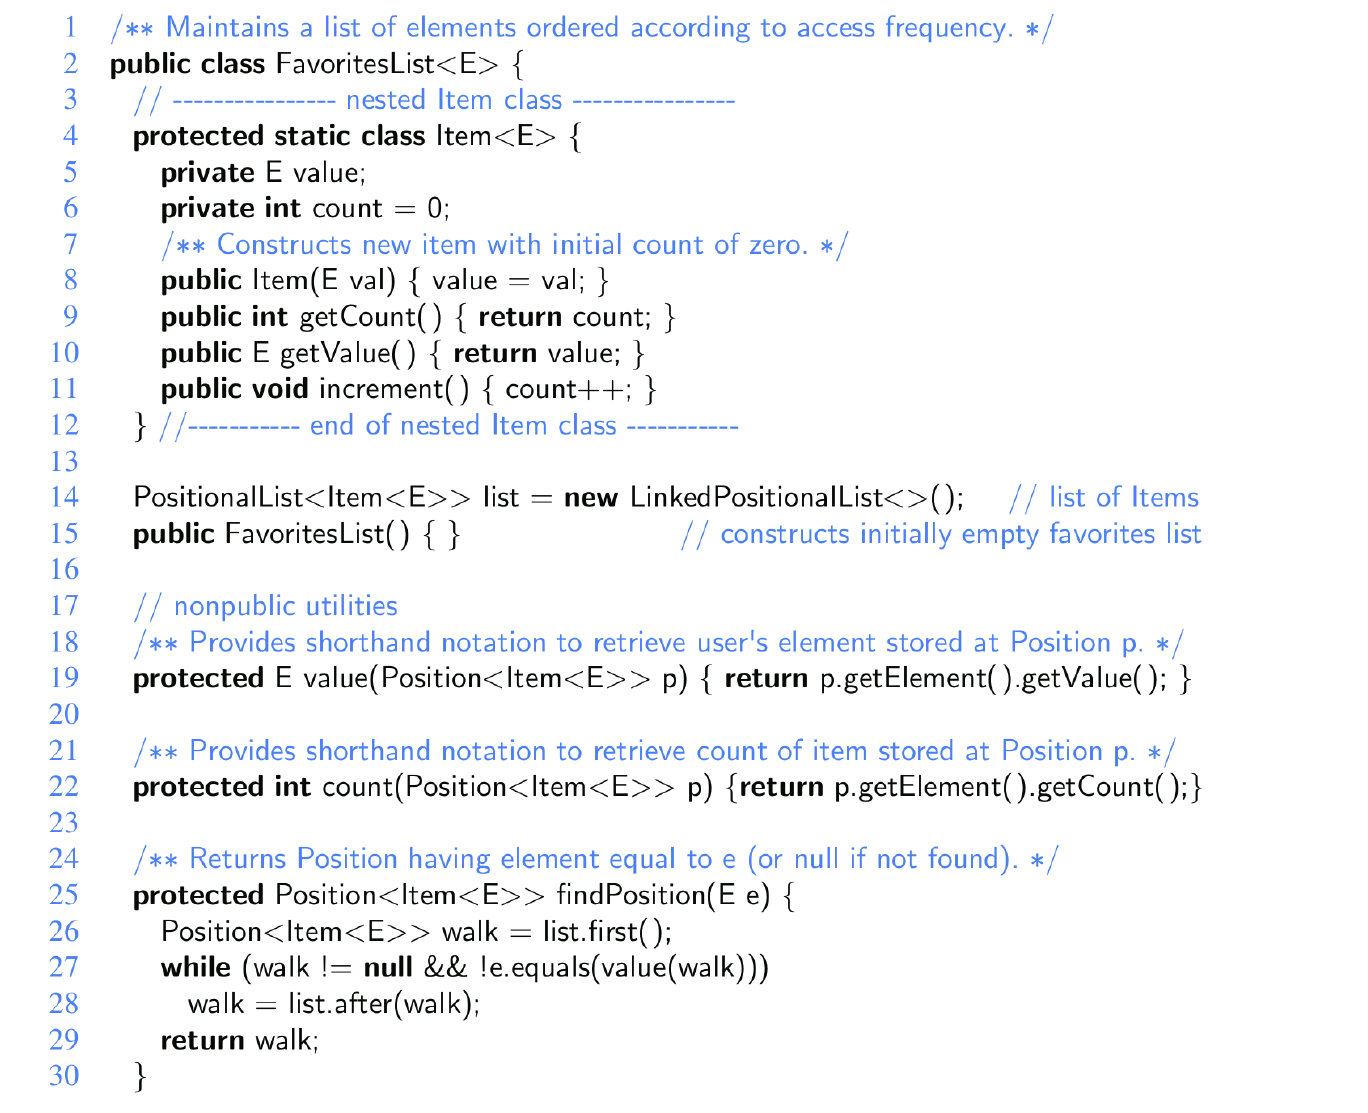 1 /** Maintains a list of elements ordered according to access frequency. */
2 public class FavoritesList<E> {
3 // ---------------- nested Item class ----------------
4 protected static class Item<E> {
5 private E value;
6 private int count = 0;
7 /** Constructs new item with initial count of zero. */
8 public Item(E val) { value = val; }
9 public int getCount() { return count; }
10 public E getValue() { return value; }
11 public void increment() { count++; }
12 } //----------- end of nested Item class -----------
13
14 PositionalList<Item<E>> list = new LinkedPositionalList<>(); // list of Items
15 public FavoritesList() { } // constructs initially empty favorites list
16
17 // nonpublic utilities
18 /** Provides shorthand notation to retrieve user's element stored at Position p. */
19 protected E value(Position<Item<E>> p) { return p.getElement().getValue(); }
20
21 /** Provides shorthand notation to retrieve count of item stored at Position p. */
22 protected int count(Position<Item<E>> p) {return p.getElement().getCount();}
23
24 /** Returns Position having element equal to e (or null if not found). */
25 protected Position<Item<E>> findPosition(E e) {
26 Position<Item<E>> walk = list.first();
27 while (walk != null && !e.equals(value(walk)))
28 walk = list.after(walk);
29 return walk;
30 }